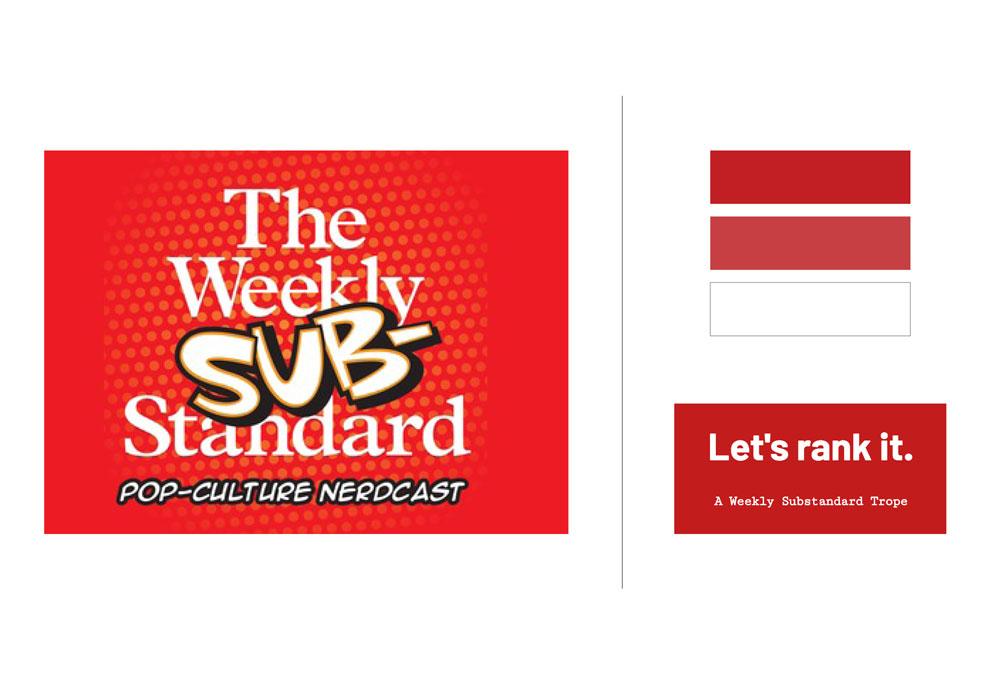 The
Weekly
SUB-
Standard
POP-CULTURE NERDCAST
Let's rank it.
A Weekly Substandard Trope